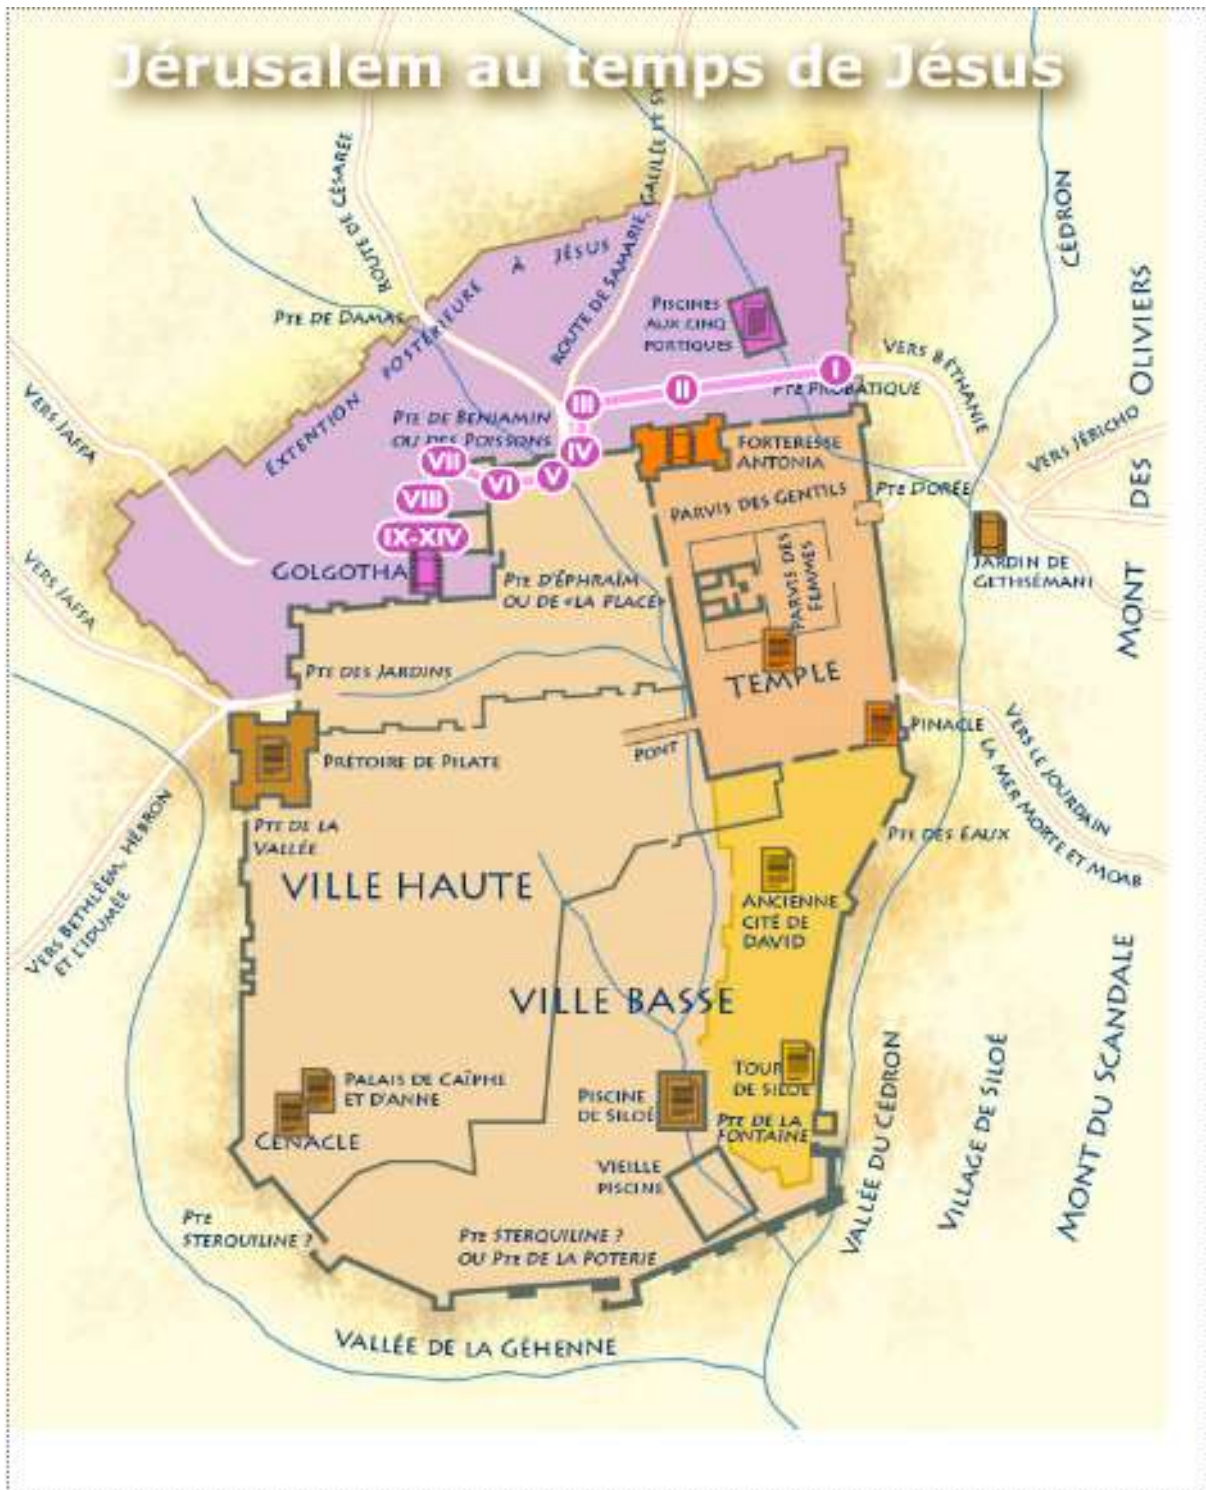 Jérusalem au temps de Jésus
ROUTE DE CÉSARÉE
ROUTE DE SAMARIE, GALILÉE ET
CÉDRON
EXTENTION POSTÉRIEURE À JÉSUS
PTE DE DAMAS
PISCINES
AUX CINQ
PORTIQUES
VERS BÉTHANIE
MONT DES OLIVIERS
I
II
III
PTE PROBATIQUE
VERS JAFFA
PTE DE BENJAMIN
OU DES POISSONS
IV
V
VI
VII
VIII
IX-XIV
FORTERESSE
ANTONIA
VERS JÉRICHO
PARVIS DES GENTILS
PTE DORÉE
PARVIS DES
FEMMES
JARDIN DE
GETHSÉMANI
GOLGOTHA
PTE D'ÉPHRAÏM
OU DE «LA PLACE»
VERS JAFFA
PTE DES JARDINS
TEMPLE
PINACLE
VERS LE JOURDAIN
LA MER MORTE ET MOAB
PONT
PRÉTOIRE DE PILATE
PTE DE LA
VALLÉE
PTE DES EAUX
VERS BETHLÉEM, HÉBRON
ET L'IDUMÉE
VILLE HAUTE
ANCIENNE
CITÉ DE
DAVID
VILLE BASSE
PALAIS DE CAÏPHE
ET D'ANNE
CÉNACLE
PISCINE
DE SILOÉ
TOUR
DE SILOÉ
PTE DE LA
FONTAINE
VALLÉE DU CÉDRON
VILLAGE DE SILOÉ
MONT DU SCANDALE
VIEILLE
PISCINE
PTE
STERQUILINE ?
PTE STERQUILINE ?
OU PTE DE LA POTERIE
VALLÉE DE LA GÉHENNE